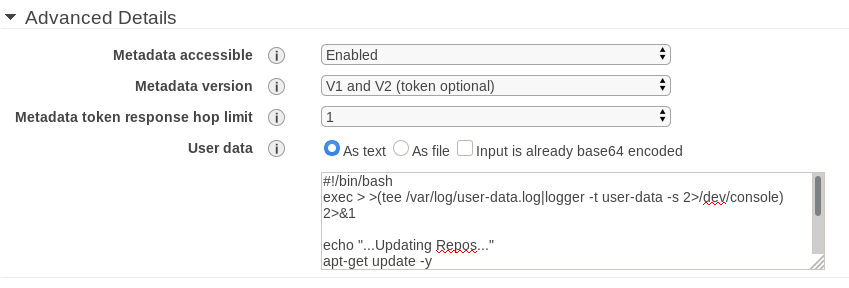 Advanced Details
Metadata accessible i Enabled
Metadata version i V1 and V2 (token optional)
Metadata token response hop limit i 1
User data i As text As file Input is already base64 encoded
#!/bin/bash
exec > >(tee /var/log/user-data.log|logger -t user-data -s 2>/dev/console)
2>&1
echo "...Updating Repos..."
apt-get update -y